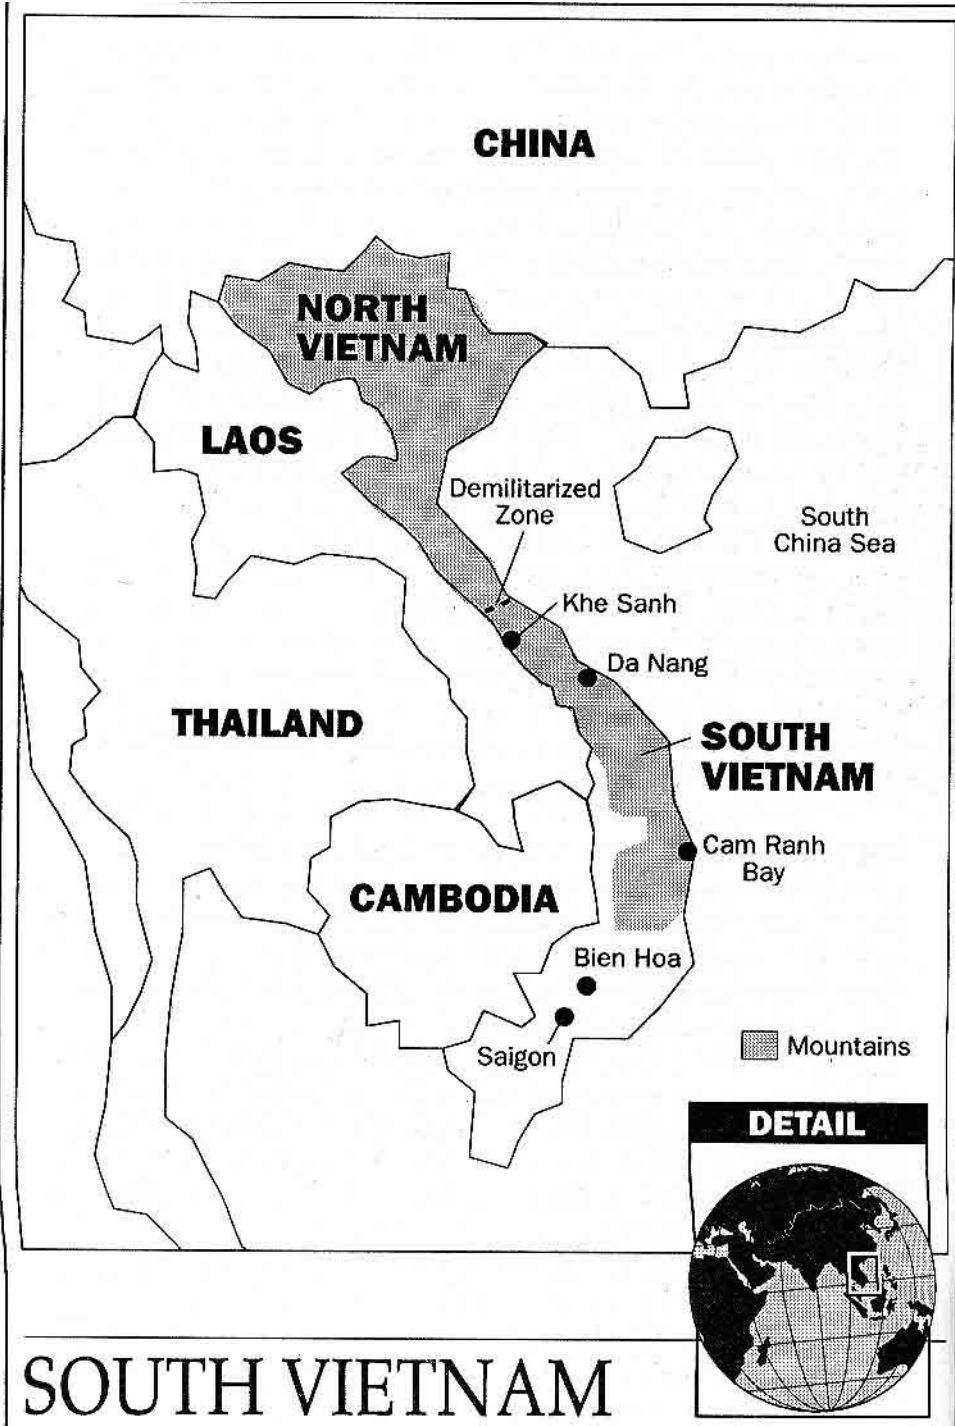 CHINA
NORTH
VIETNAM
LAOS
Demilitarized
Zone
South
China Sea
Khe Sanh
Da Nang
THAILAND
SOUTH
VIETNAM
Cam Ranh
Bay
CAMBODIA
Bien Hoa
Saigon
Mountains
DETAIL
SOUTH VIETNAM